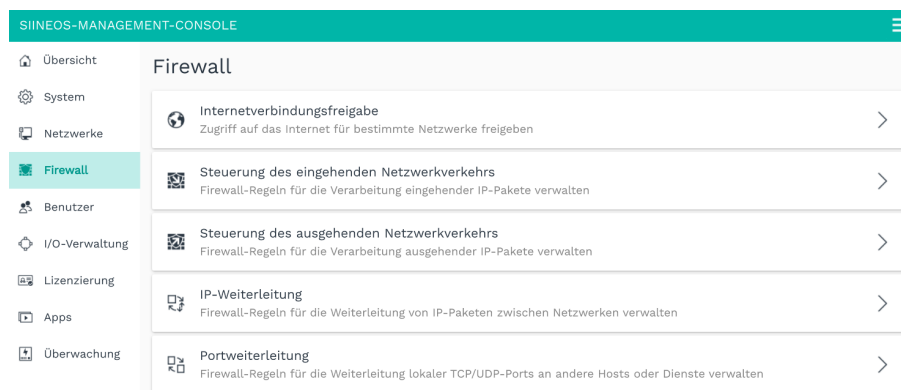 SIINEOS-MANAGEMENT-CONSOLE
Übersicht
System
Netzwerke
Firewall
Benutzer
I/O-Verwaltung
Lizenzierung
Apps
Überwachung
Firewall
Internetverbindungsfreigabe
Zugriff auf das Internet für bestimmte Netzwerke freigeben
Steuerung des eingehenden Netzwerkverkehrs
Firewall-Regeln für die Verarbeitung eingehender IP-Pakete verwalten
Steuerung des ausgehenden Netzwerkverkehrs
Firewall-Regeln für die Verarbeitung ausgehender IP-Pakete verwalten
IP-Weiterleitung
Firewall-Regeln für die Weiterleitung von IP-Paketen zwischen Netzwerken verwalten
Portweiterleitung
Firewall-Regeln für die Weiterleitung lokaler TCP/UDP-Ports an andere Hosts oder Dienste verwalten